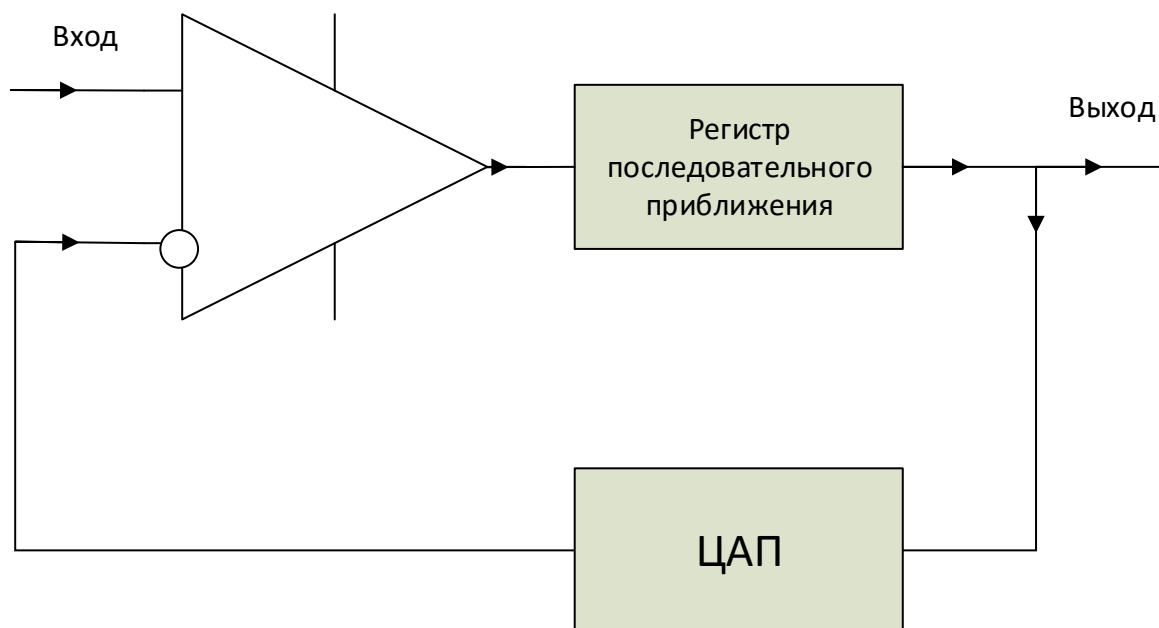 Вход
Выход
Регистр
последовательного
приближения
ЦАП